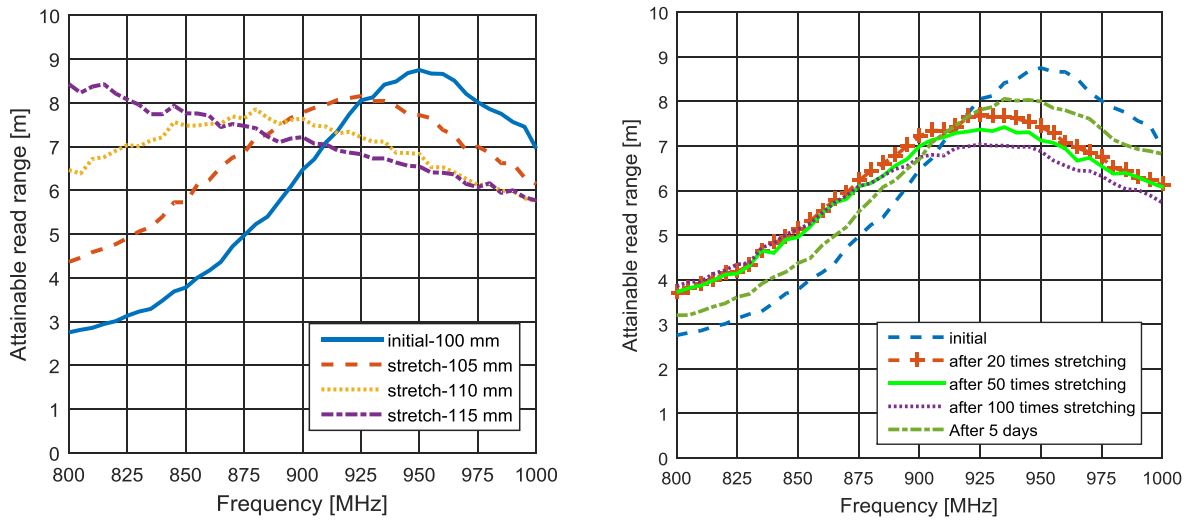 10
9
8
7
6
5
4
3
2
1
0
Attainable read range [m]
initial-100 mm
stretch-105 mm
stretch-110 mm
stretch-115 mm
800 825 850 875 900 925 950 975 1000
Frequency [MHz]
10
9
8
7
6
5
4
3
2
1
0
Attainable read range [m]
initial
after 20 times stretching
after 50 times stretching
after 100 times stretching
After 5 days
800 825 850 875 900 925 950 975 1000
Frequency [MHz]